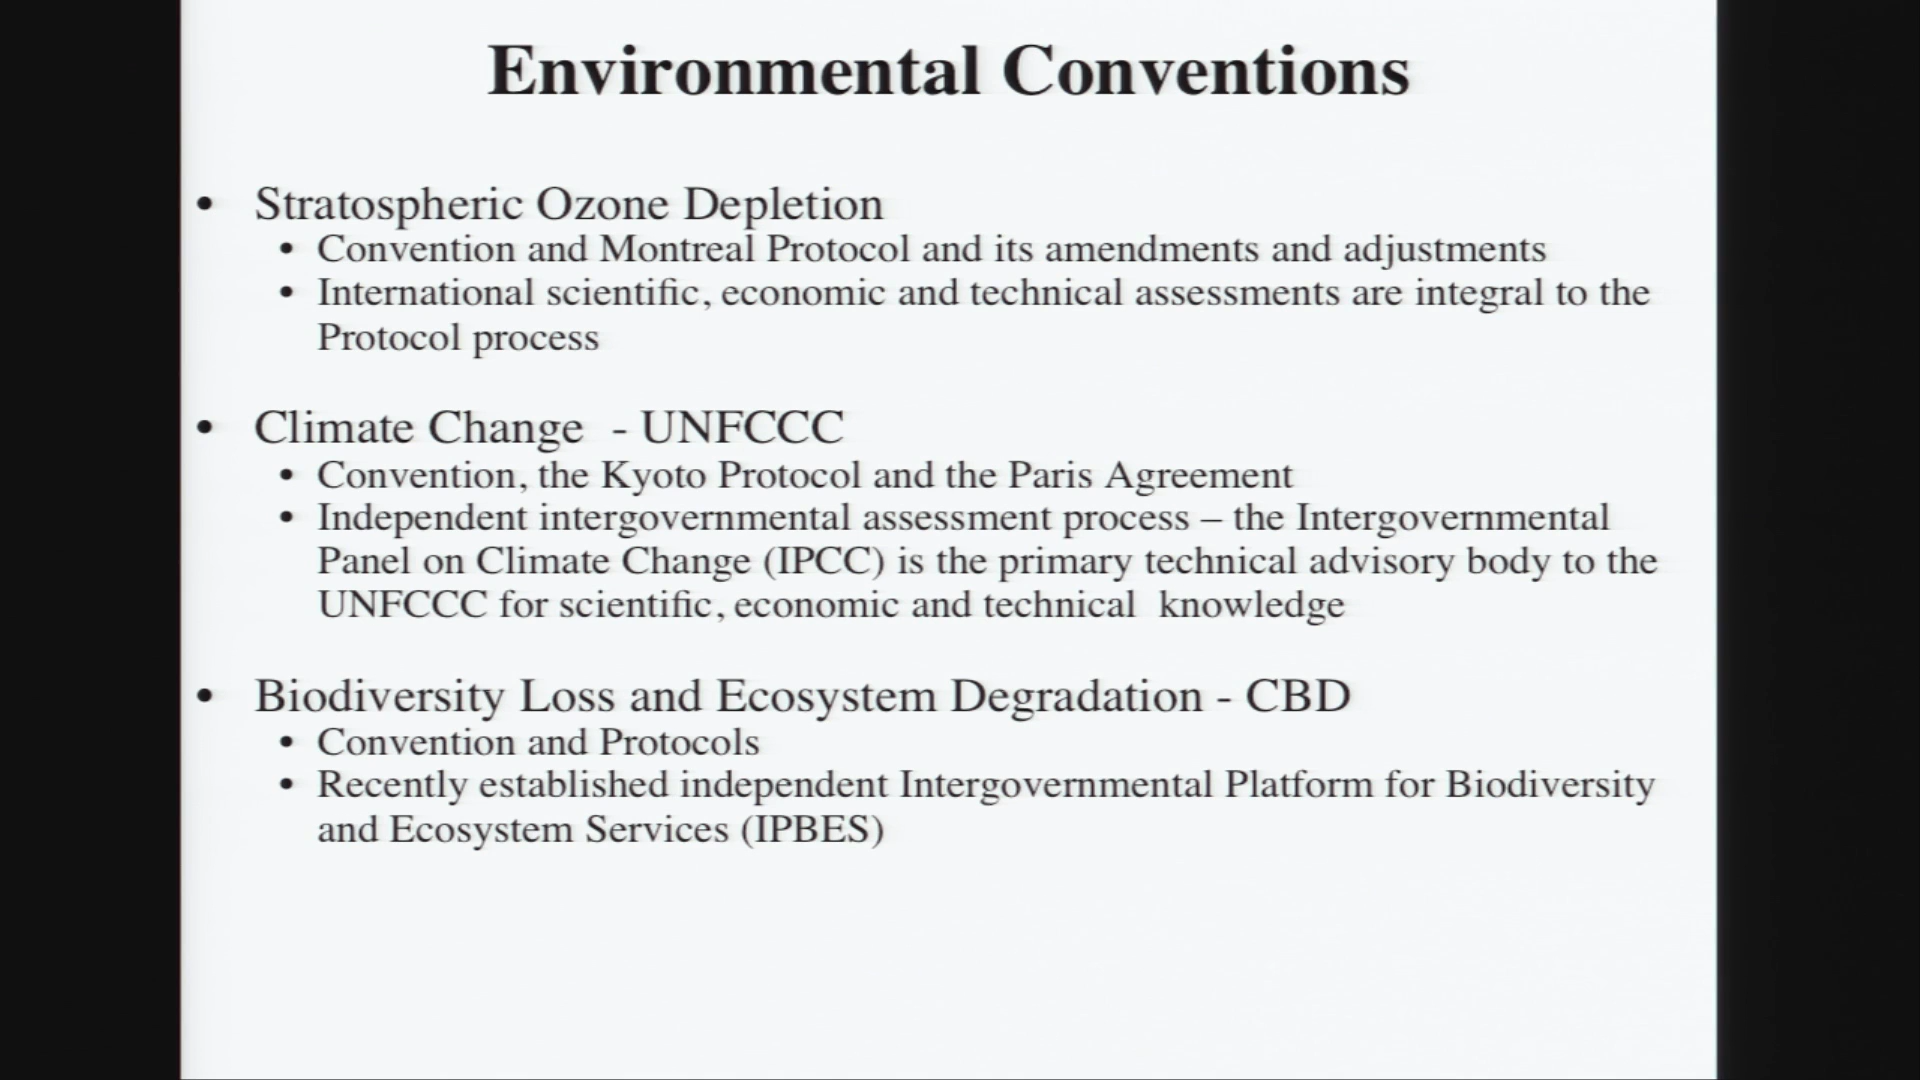 Environmental Conventions
• Stratospheric Ozone Depletion
• Convention and Montreal Protocol and its amendments and adjustments
• International scientific, economic and technical assessments are integral to the
Protocol process
• Climate Change - UNFCCC
• Convention, the Kyoto Protocol and the Paris Agreement
• Independent intergovernmental assessment process – the Intergovernmental
Panel on Climate Change (IPCC) is the primary technical advisory body to the
UNFCCC for scientific, economic and technical knowledge
• Biodiversity Loss and Ecosystem Degradation - CBD
• Convention and Protocols
• Recently established independent Intergovernmental Platform for Biodiversity
and Ecosystem Services (IPBES)